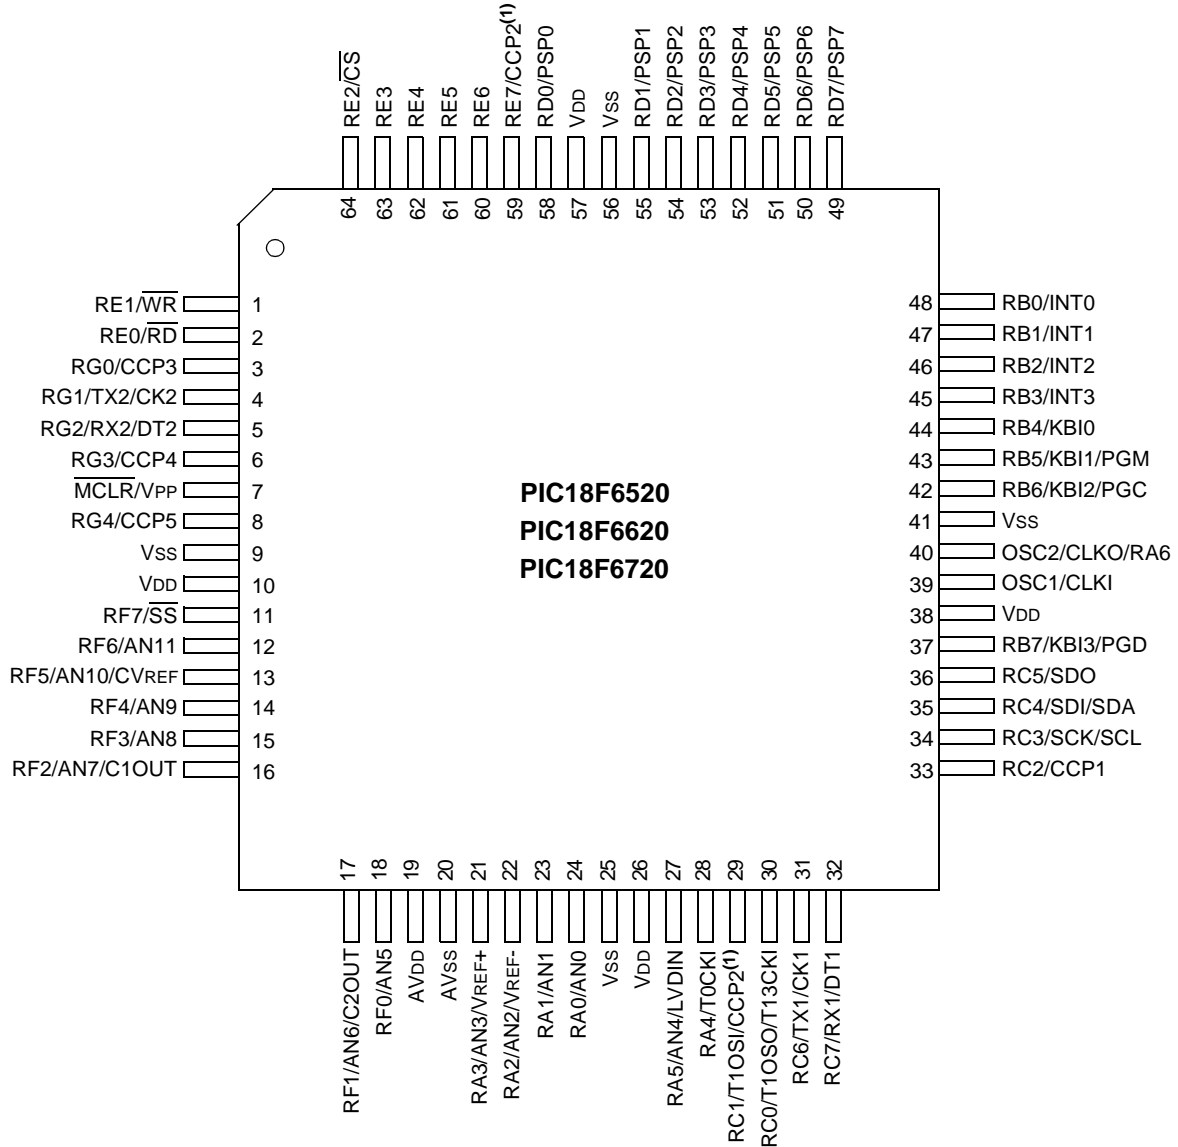 RE2/C̅S̅
RE3
RE4
RE5
RE6
RE7/CCP2(1)
RD0/PSP0
VDD
VSS
RD1/PSP1
RD2/PSP2
RD3/PSP3
RD4/PSP4
RD5/PSP5
RD6/PSP6
RD7/PSP7
64 63 62 61 60 59 58 57 56 55 54 53 52 51 50 49
RE1/W̅R̅ 1
RE0/R̅D̅ 2
RG0/CCP3 3
RG1/TX2/CK2 4
RG2/RX2/DT2 5
RG3/CCP4 6
M̅C̅L̅R̅/VPP 7
RG4/CCP5 8
VSS 9
VDD 10
RF7/S̅S̅ 11
RF6/AN11 12
RF5/AN10/CVREF 13
RF4/AN9 14
RF3/AN8 15
RF2/AN7/C1OUT 16
PIC18F6520
PIC18F6620
PIC18F6720
48 RB0/INT0
47 RB1/INT1
46 RB2/INT2
45 RB3/INT3
44 RB4/KBI0
43 RB5/KBI1/PGM
42 RB6/KBI2/PGC
41 VSS
40 OSC2/CLKO/RA6
39 OSC1/CLKI
38 VDD
37 RB7/KBI3/PGD
36 RC5/SDO
35 RC4/SDI/SDA
34 RC3/SCK/SCL
33 RC2/CCP1
17 18 19 20 21 22 23 24 25 26 27 28 29 30 31 32
RF1/AN6/C2OUT
RF0/AN5
AVDD
AVSS
RA3/AN3/VREF+
RA2/AN2/VREF-
RA1/AN1
RA0/AN0
VSS
VDD
RA5/AN4/LVDIN
RA4/T0CKI
RC1/T1OSI/CCP2(1)
RC0/T1OSO/T13CKI
RC6/TX1/CK1
RC7/RX1/DT1